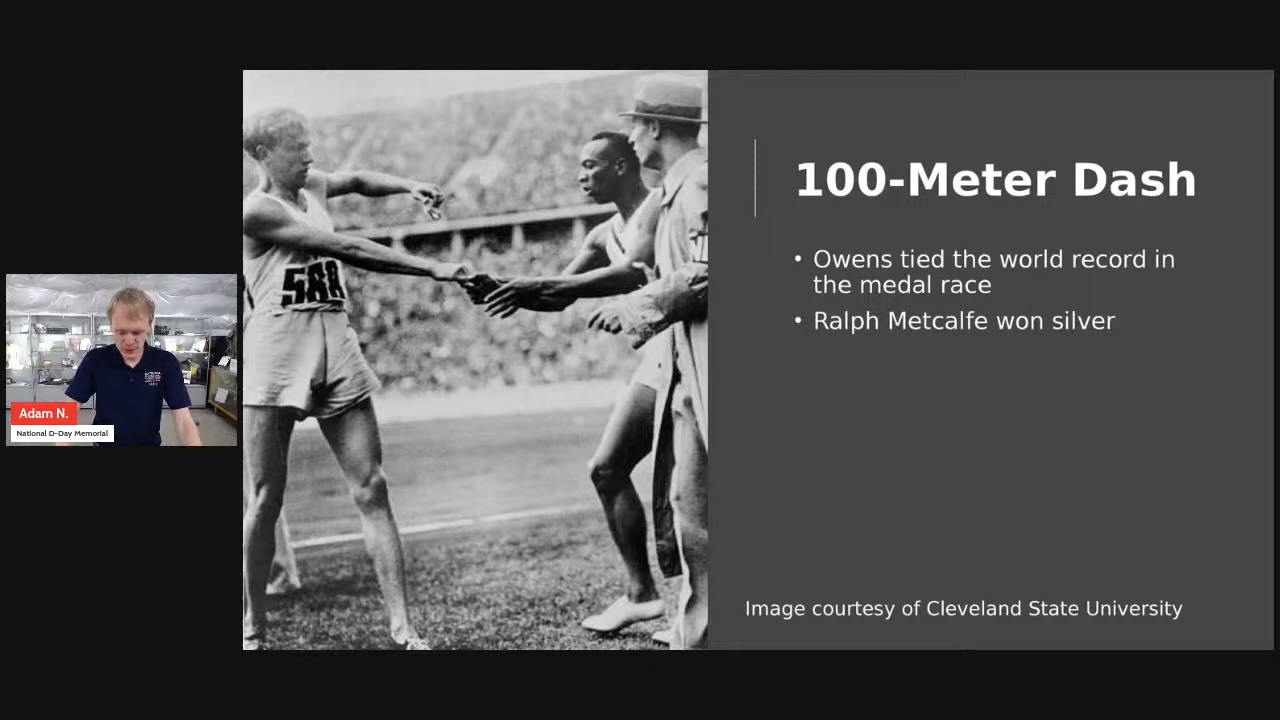 100-Meter Dash
• Owens tied the world record in
the medal race
• Ralph Metcalfe won silver
Image courtesy of Cleveland State University
588
Adam N.
National D-Day Memorial